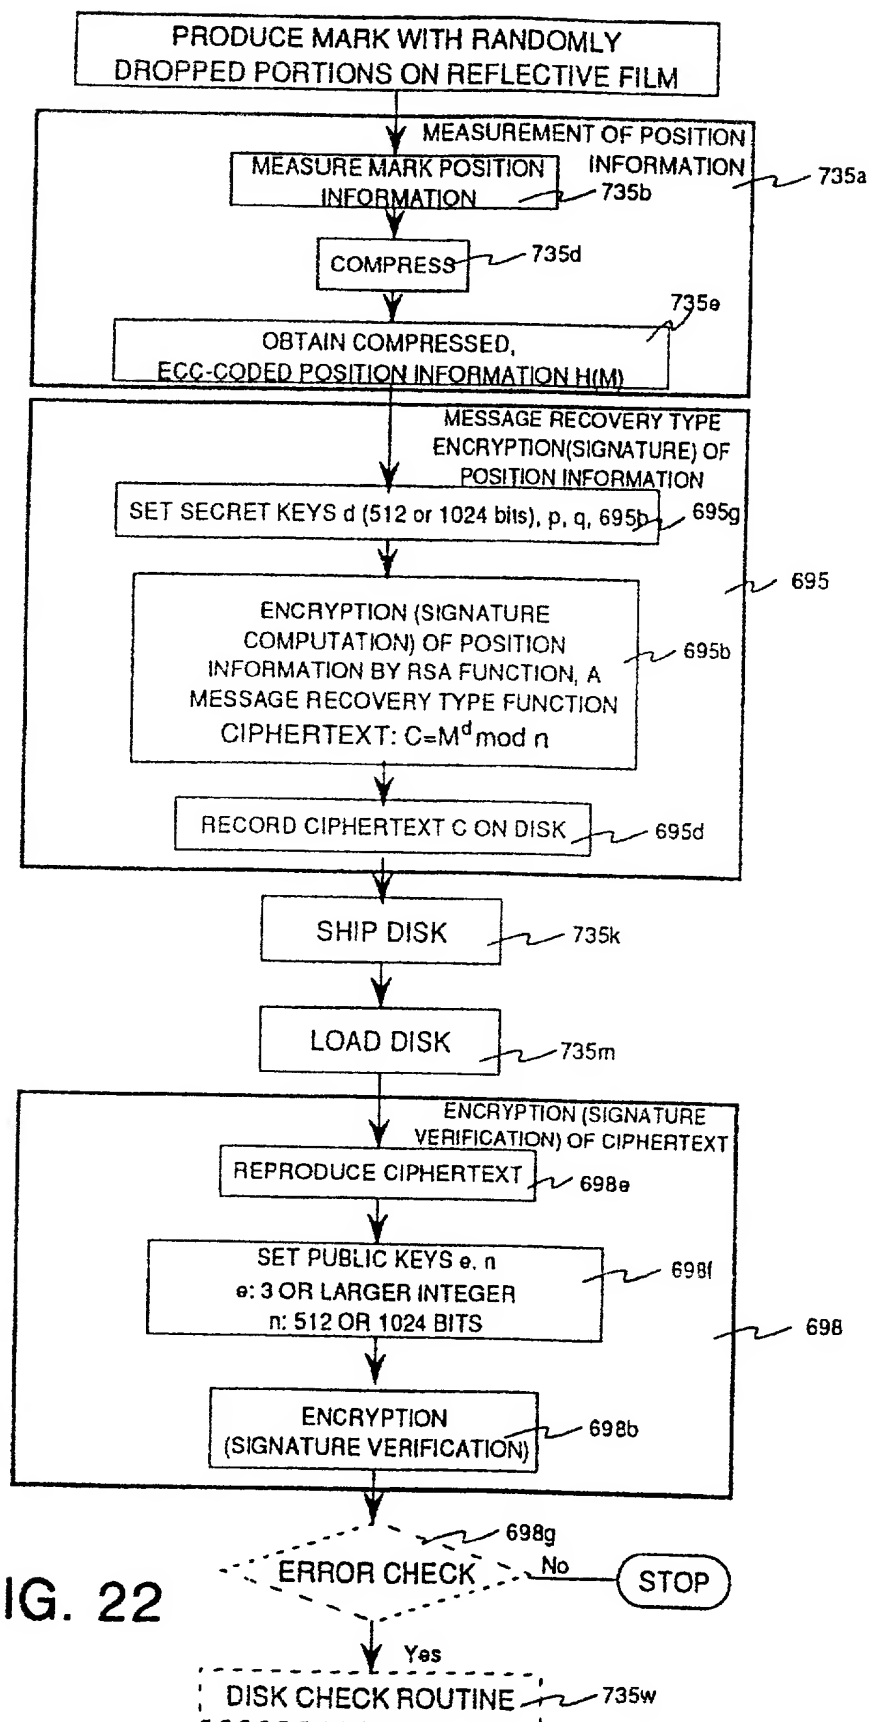 PRODUCE MARK WITH RANDOMLY
DROPPED PORTIONS ON REFLECTIVE FILM
MEASUREMENT OF POSITION
INFORMATION
735a
MEASURE MARK POSITION
INFORMATION
735b
COMPRESS
735d
735e
OBTAIN COMPRESSED,
ECC-CODED POSITION INFORMATION H(M)
MESSAGE RECOVERY TYPE
ENCRYPTION(SIGNATURE) OF
POSITION INFORMATION
SET SECRET KEYS d (512 or 1024 bits), p, q, 695b
695g
695
ENCRYPTION (SIGNATURE
COMPUTATION) OF POSITION
INFORMATION BY RSA FUNCTION, A
MESSAGE RECOVERY TYPE FUNCTION
CIPHERTEXT: C=M^d mod n
695b
RECORD CIPHERTEXT C ON DISK
695d
SHIP DISK
735k
LOAD DISK
735m
ENCRYPTION (SIGNATURE
VERIFICATION) OF CIPHERTEXT
REPRODUCE CIPHERTEXT
698e
SET PUBLIC KEYS e, n
e: 3 OR LARGER INTEGER
n: 512 OR 1024 BITS
698f
698
ENCRYPTION
(SIGNATURE VERIFICATION)
698b
698g
ERROR CHECK
No
STOP
IG. 22
Yes
DISK CHECK ROUTINE
735w